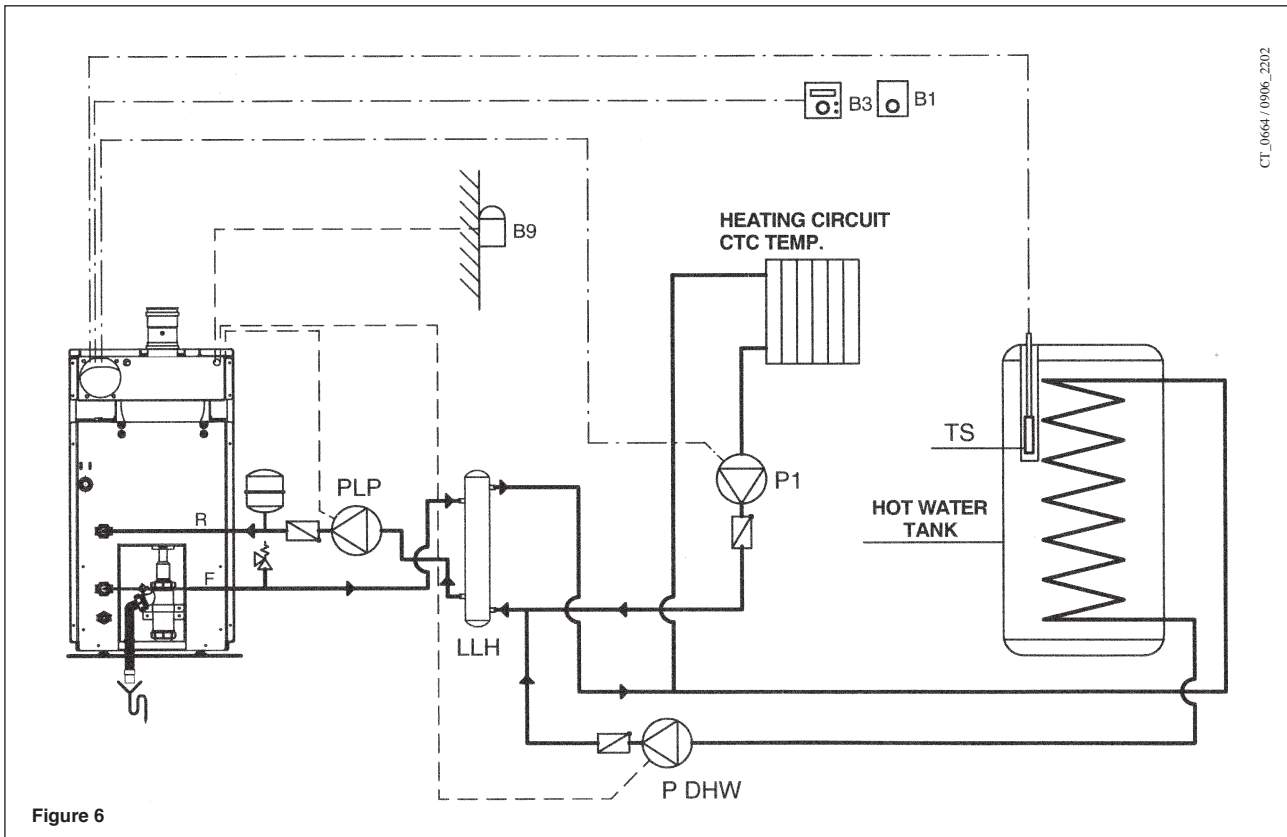 CT_0664 / 0906_2202
B3
B1
B9
HEATING CIRCUIT
CTC TEMP.
TS
PLP
P1
R
HOT WATER
TANK
F
LLH
P DHW
Figure 6